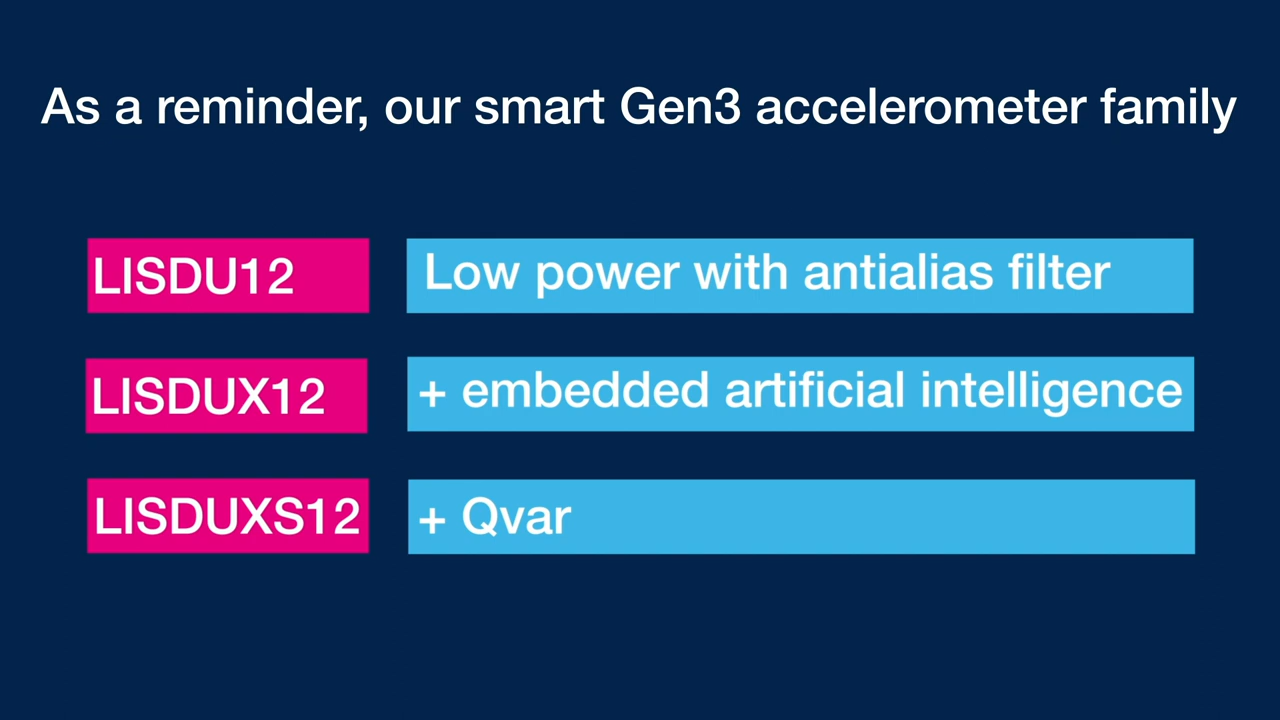 As a reminder, our smart Gen3 accelerometer family
LISDU12 Low power with antialias filter
LISDUX12 + embedded artificial intelligence
LISDUXS12 + Qvar